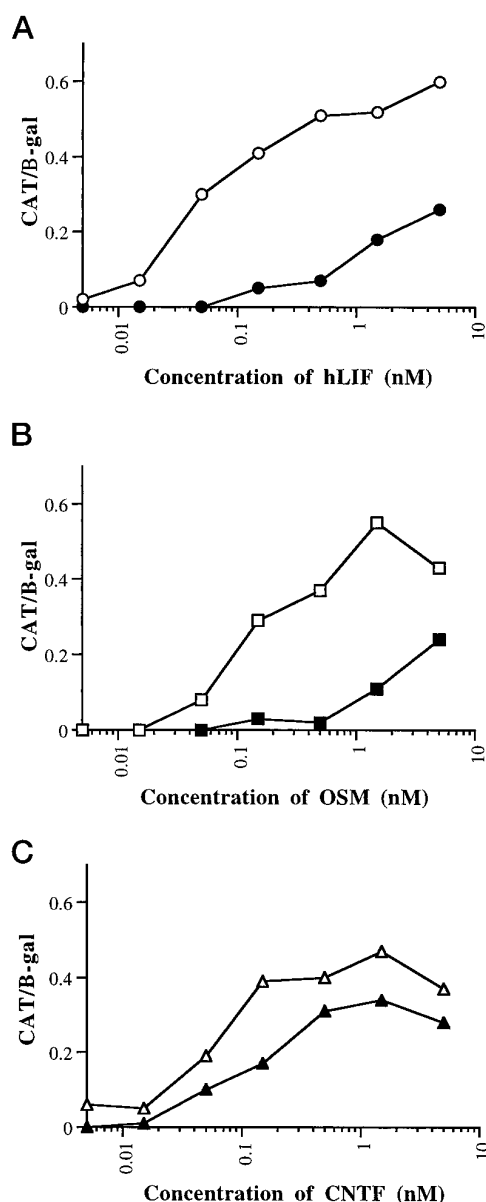 A
CAT/B-gal
0.6
0.4
0.2
0
0.01
0.1
1
10
Concentration of hLIF (nM)
B
CAT/B-gal
0.6
0.4
0.2
0
0.01
0.1
1
10
Concentration of OSM (nM)
C
CAT/B-gal
0.6
0.4
0.2
0
0.01
0.1
1
10
Concentration of CNTF (nM)